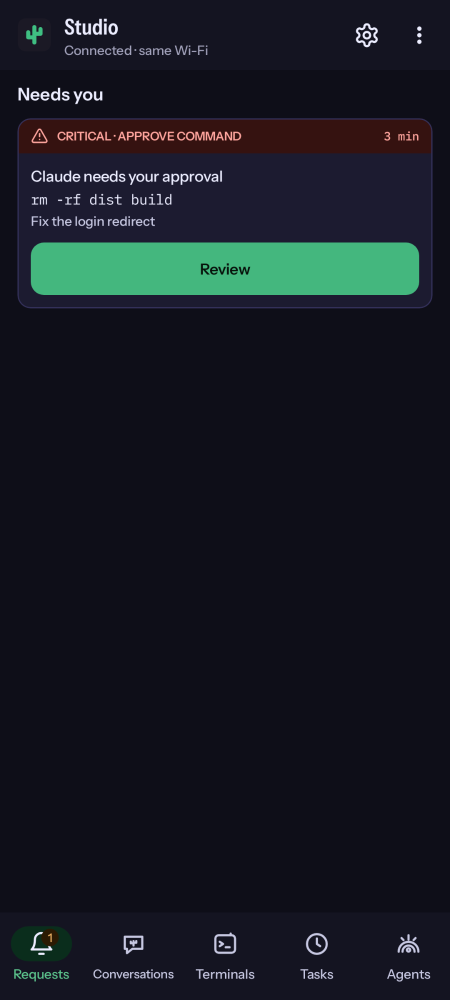 Studio
Connected · same Wi-Fi
Needs you
CRITICAL · APPROVE COMMAND
3 min
Claude needs your approval
rm -rf dist build
Fix the login redirect
Review
1
Requests
Conversations
Terminals
Tasks
Agents